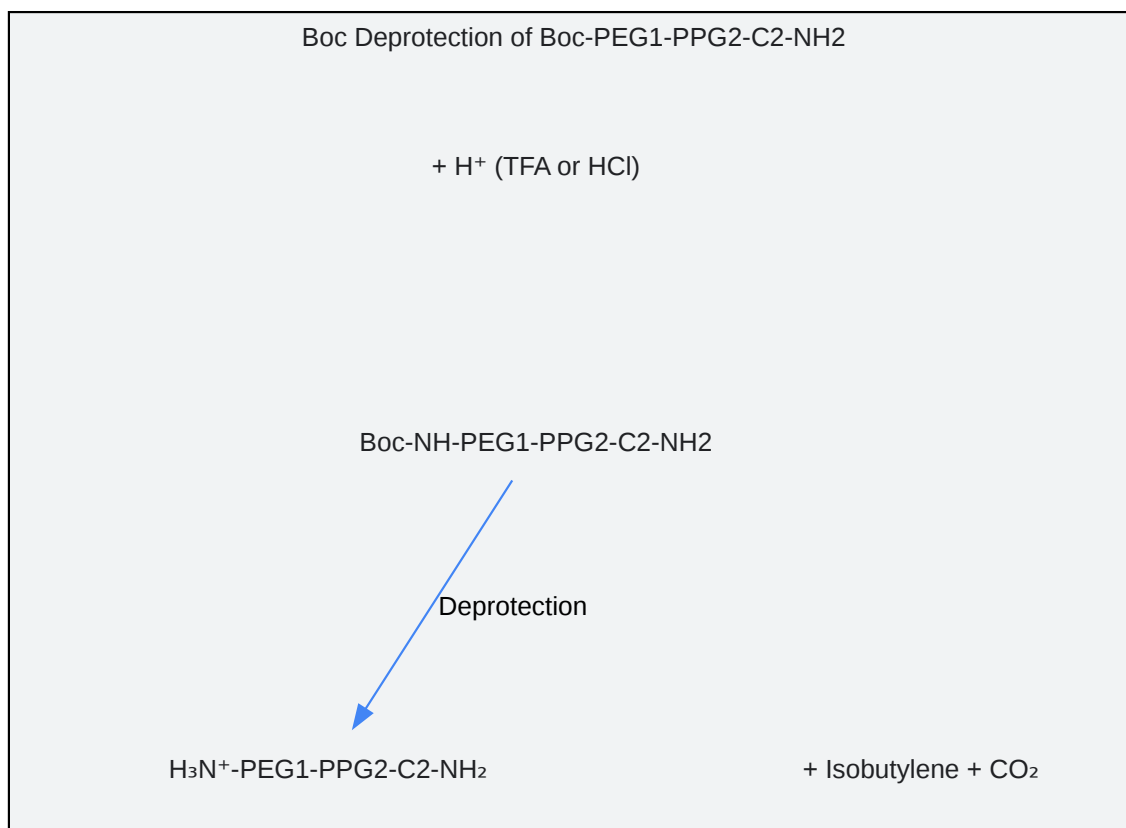 Boc Deprotection of Boc-PEG1-PPG2-C2-NH2
+ H⁺ (TFA or HCl)
Boc-NH-PEG1-PPG2-C2-NH2
Deprotection
H₃N⁺-PEG1-PPG2-C2-NH₂
+ Isobutylene + CO₂